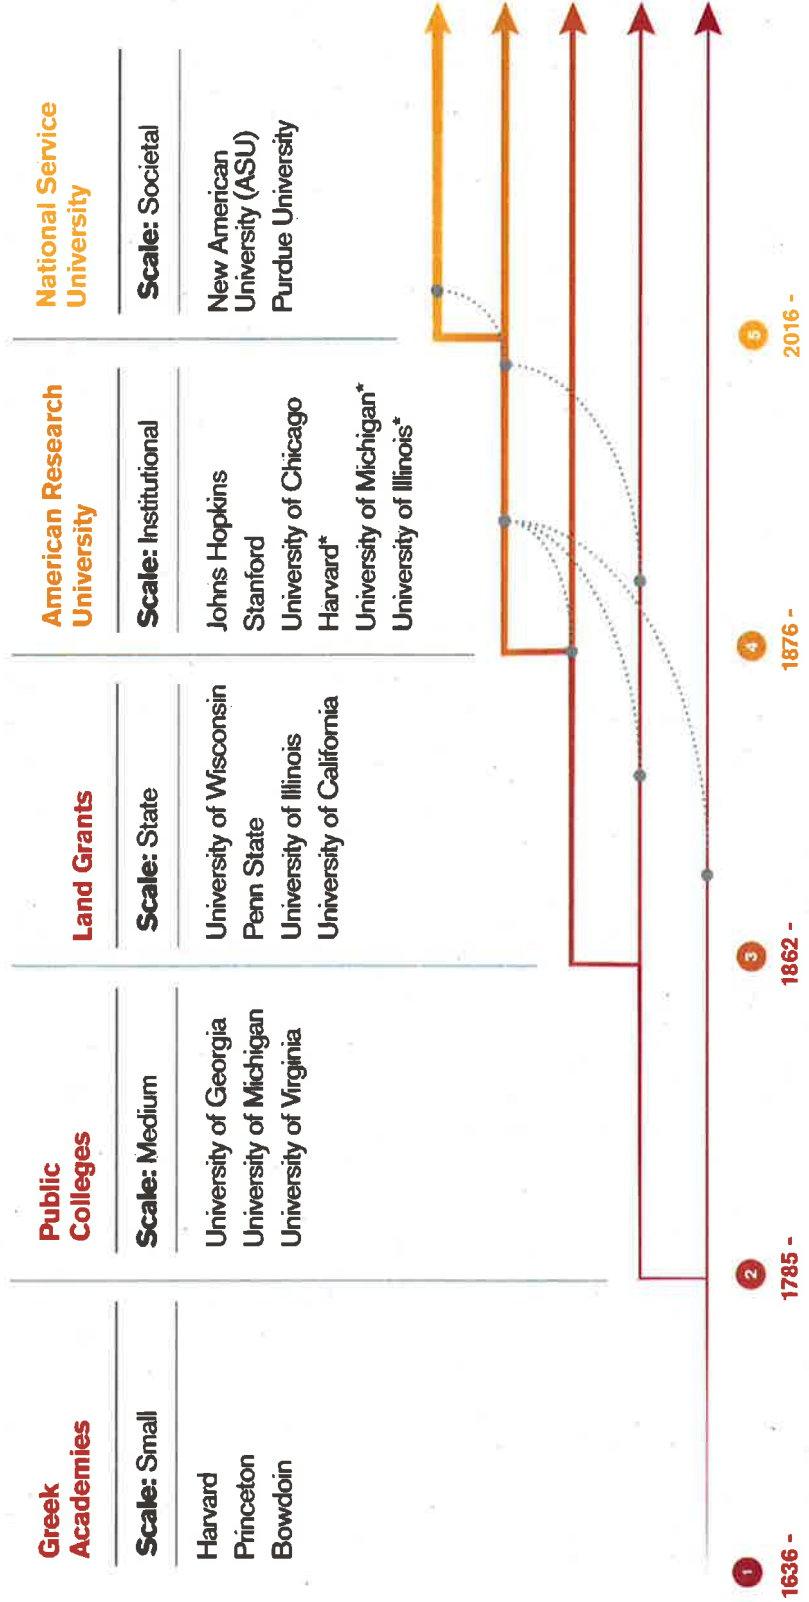 Greek
Academies
Scale: Small
Harvard
Princeton
Bowdoin
Public
Colleges
Scale: Medium
University of Georgia
University of Michigan
University of Virginia
Land Grants
Scale: State
University of Wisconsin
Penn State
University of Illinois
University of California
American Research
University
Scale: Institutional
Johns Hopkins
Stanford
University of Chicago
Harvard*
University of Michigan*
University of Illinois*
National Service
University
Scale: Societal
New American
University (ASU)
Purdue University
1
2
3
4
5
1636 -
1785 -
1862 -
1876 -
2016 -